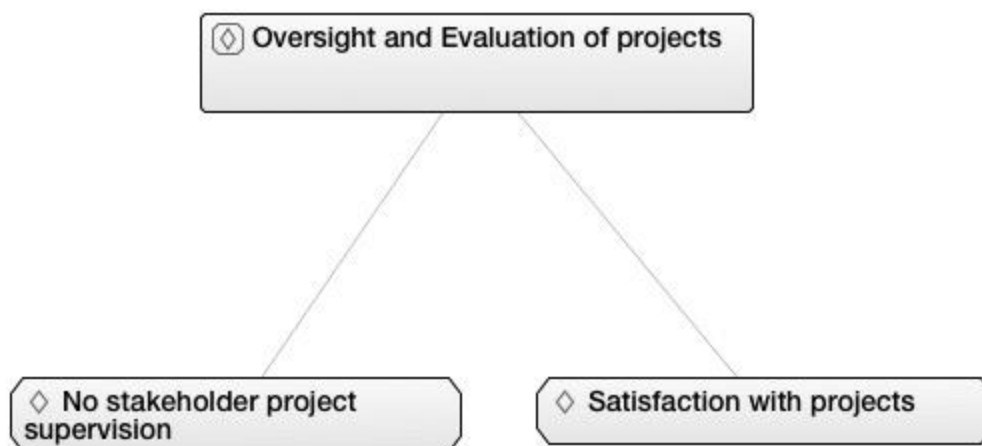 Oversight and Evaluation of projects
No stakeholder project
supervision
Satisfaction with projects